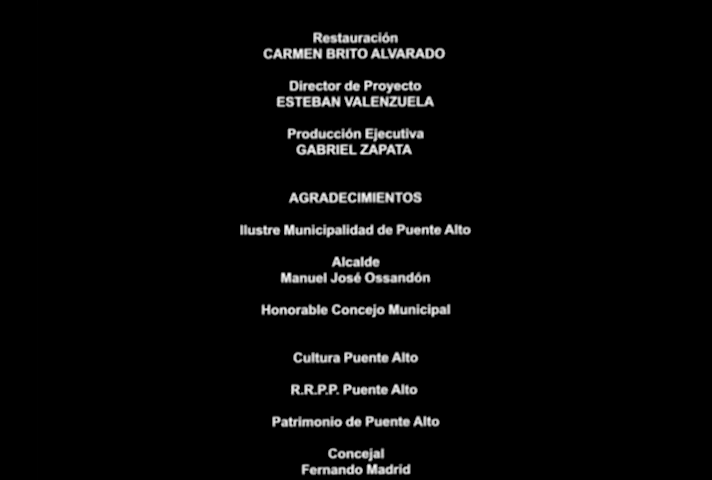 Restauración
CARMEN BRITO ALVARADO
Director de Proyecto
ESTEBAN VALENZUELA
Producción Ejecutiva
GABRIEL ZAPATA
AGRADECIMIENTOS
Ilustre Municipalidad de Puente Alto
Alcalde
Manuel José Ossandón
Honorable Concejo Municipal
Cultura Puente Alto
R.R.P.P. Puente Alto
Patrimonio de Puente Alto
Concejal
Fernando Madrid